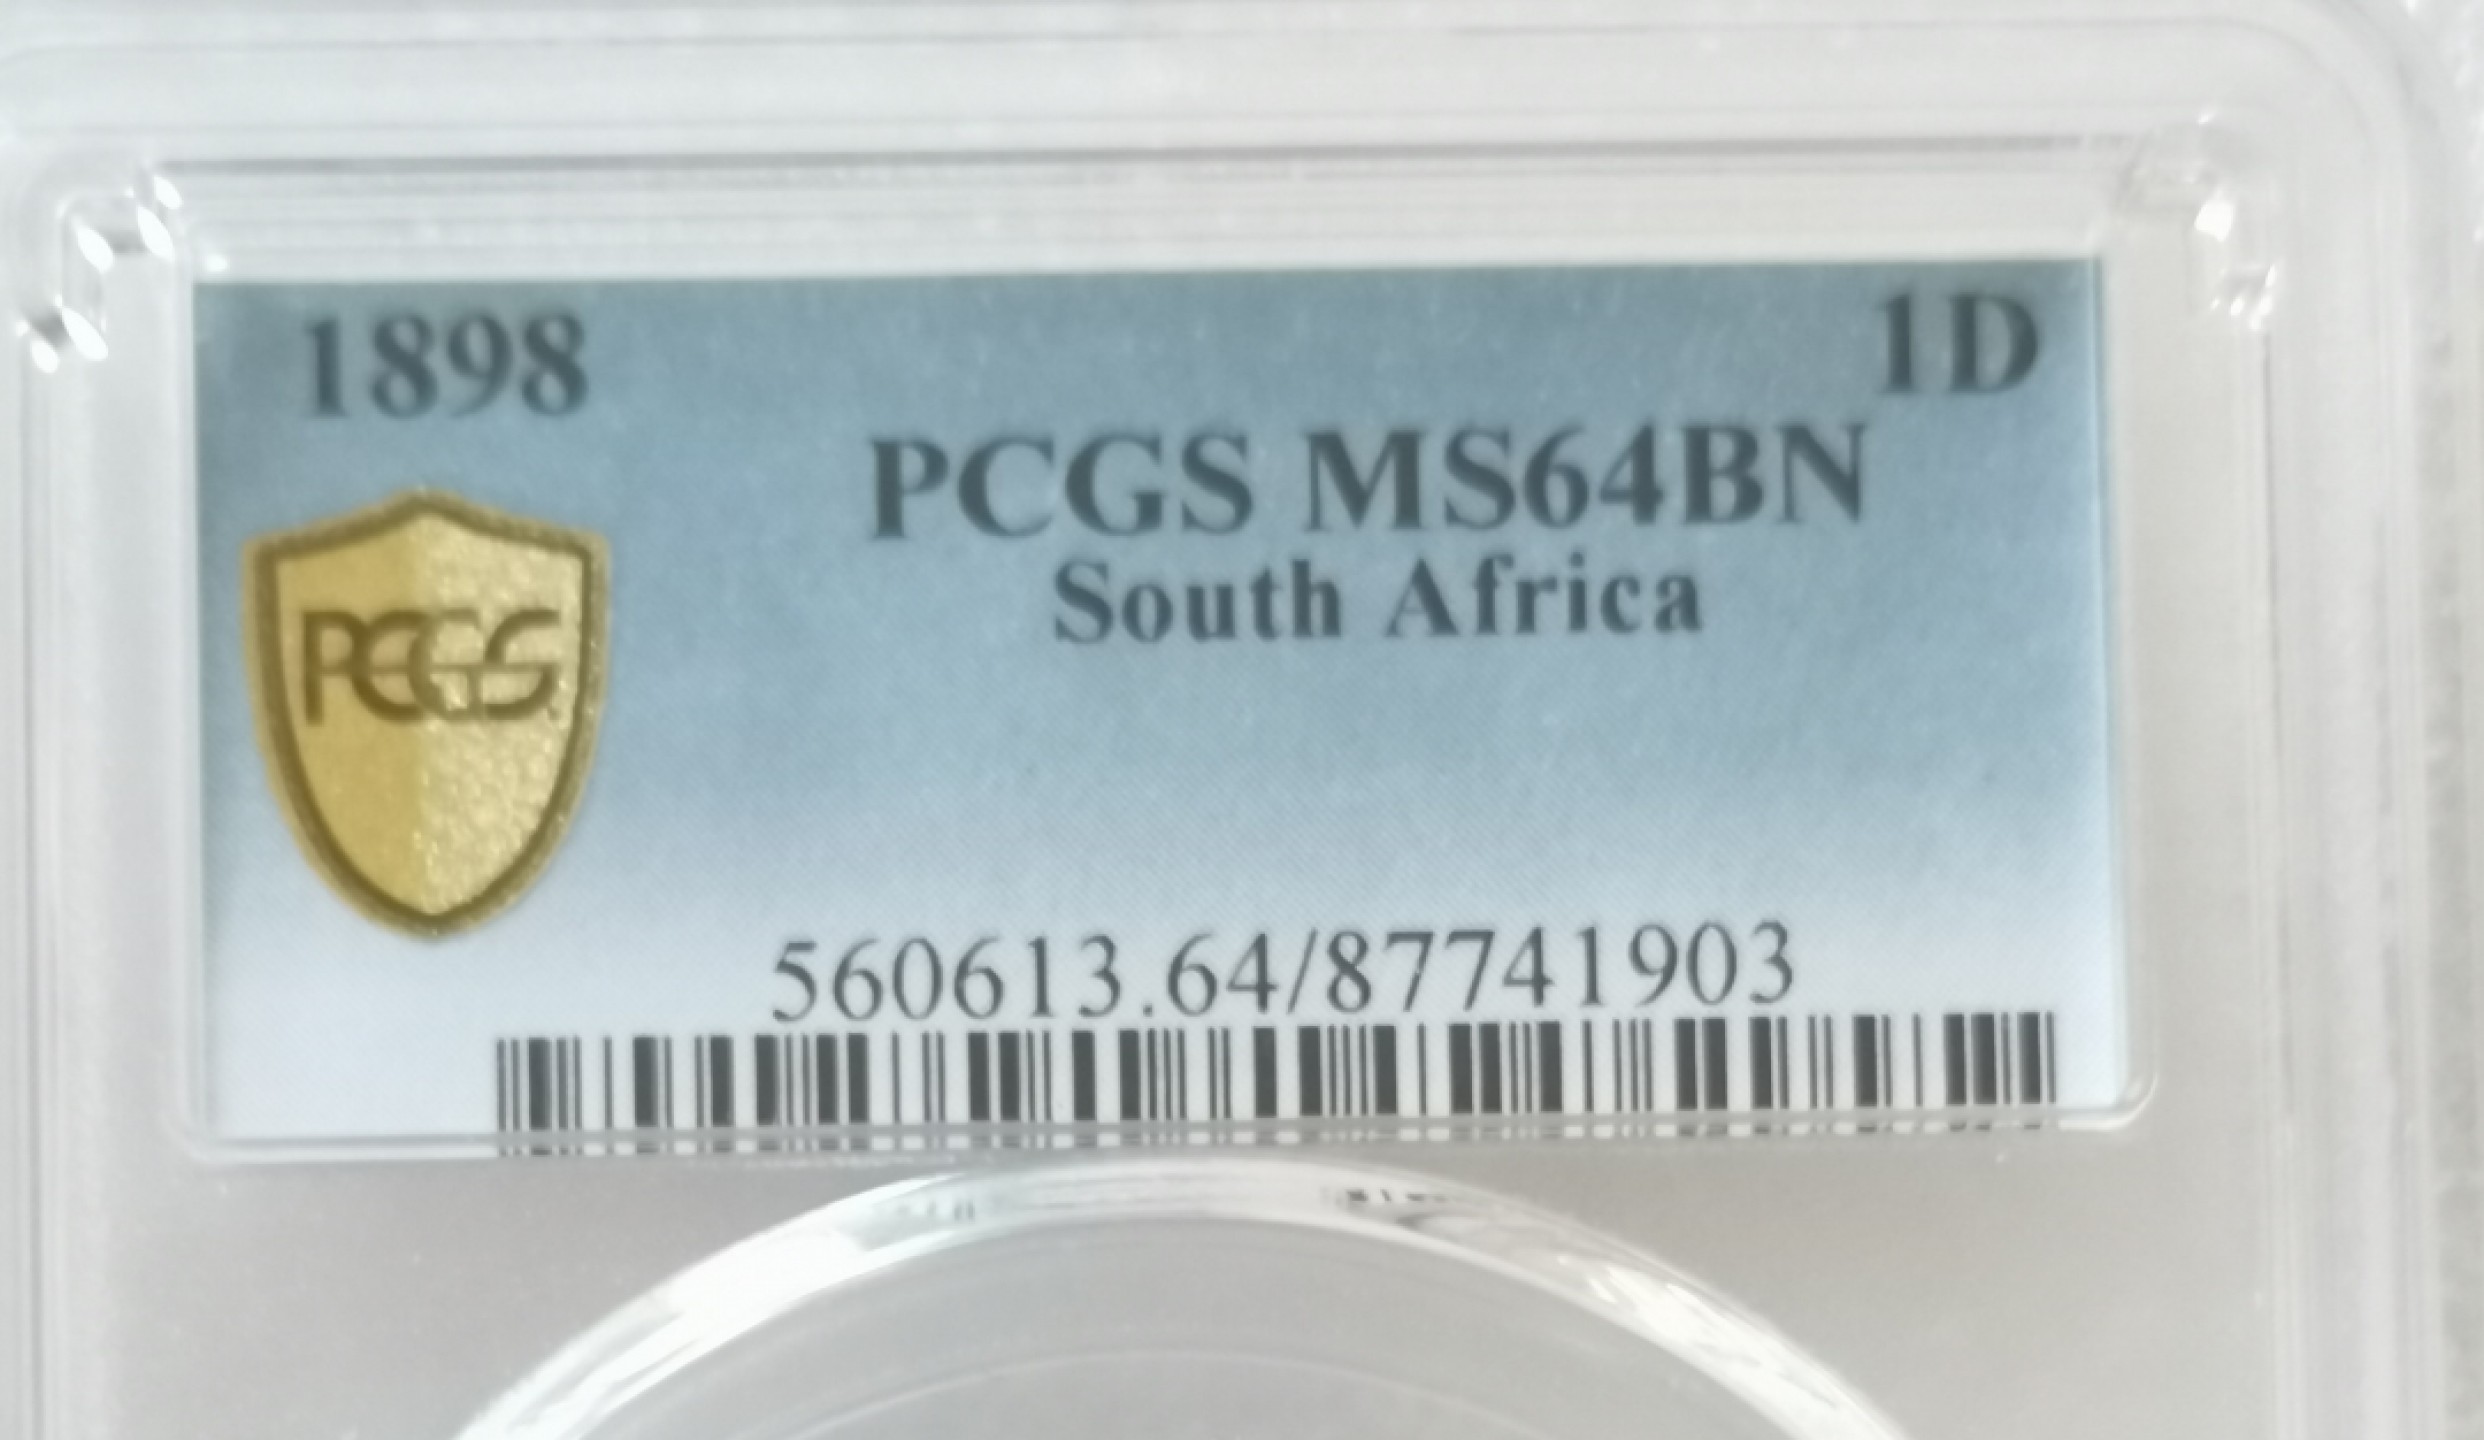 1898 1D
PCGS MS64BN
South Africa
PCGS
560613.64/87741903